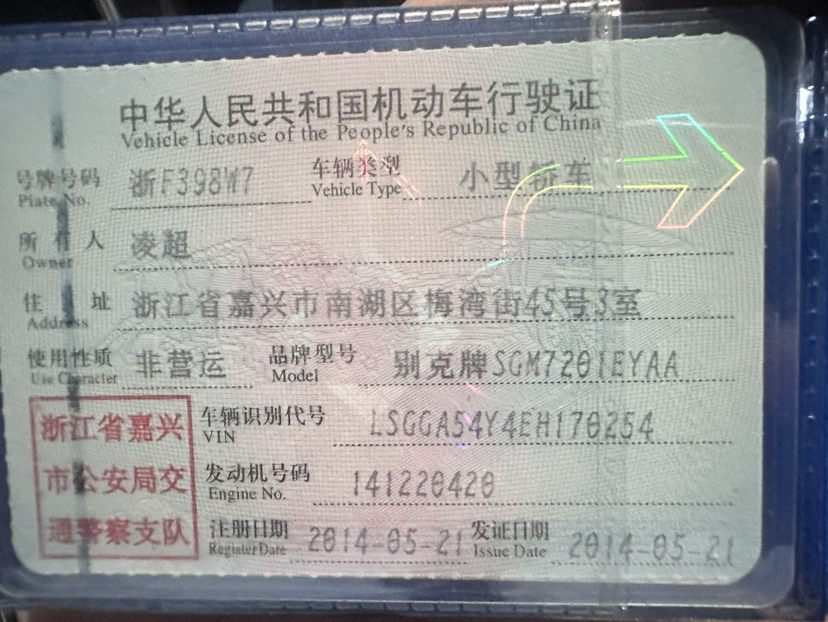 中华人民共和国机动车行驶证
Vehicle License of the People's Republic of China
号牌号码 浙F398W7 车辆类型 小型轿车
Plate No. Vehicle Type
所有人 凌超
Owner
住址 浙江省嘉兴市南湖区梅湾街45号3室
Address
使用性质 非营运 品牌型号 别克牌SGM7201EYAA
Use Character Model
浙江省嘉兴 车辆识别代号 LSGGA54Y4EH170254
VIN
市公安局交 发动机号码 141220420
Engine No.
通警察支队 注册日期 2014-05-21 发证日期 2014-05-21
Register Date Issue Date